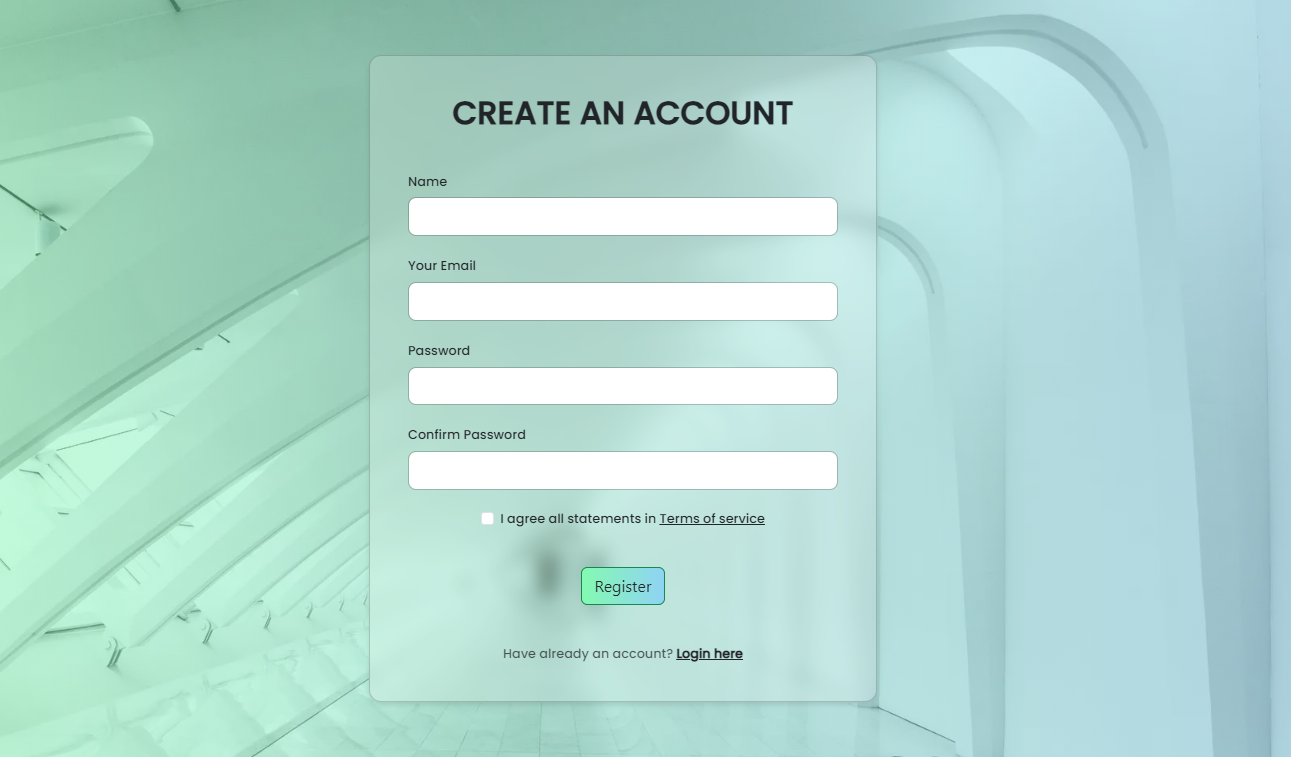 CREATE AN ACCOUNT
Name
Your Email
Password
Confirm Password
I agree all statements in Terms of service
Register
Have already an account? Login here